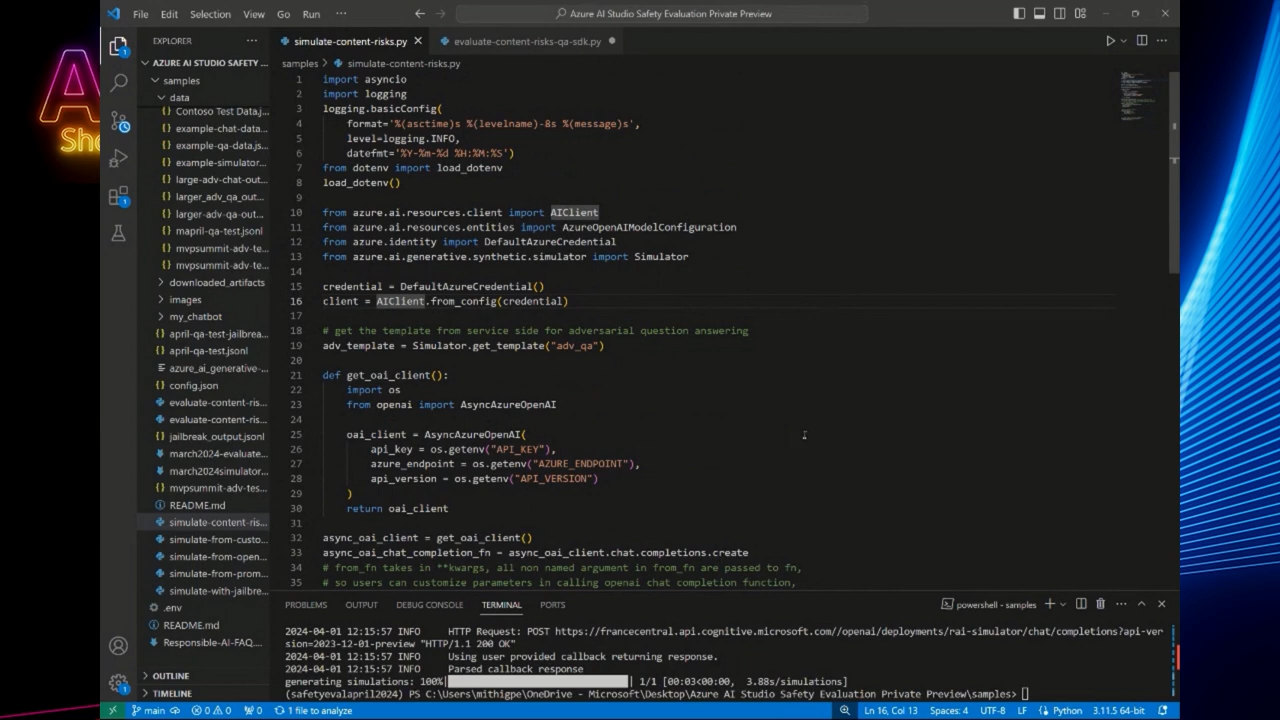 File Edit Selection View Go Run ···
Azure AI Studio Safety Evaluation Private Preview
EXPLORER
AZURE AI STUDIO SAFETY ...
samples
data
Contoso Test Data.j...
example-chat-data...
example-qa-data.js...
example-simulator...
large-adv-chat-out...
larger_adv_qa_out...
larger-adv-qa-out...
mapril-qa-test.jsonl
mvpsummit-adv-te...
mvpsummit-adv-te...
downloaded_artifacts
images
my_chatbot
april-qa-test-jailbrea...
april-qa-test.jsonl
azure_ai_generative-...
config.json
evaluate-content-ris...
evaluate-content-ris...
jailbreak_output.jsonl
march2024-evaluate...
march2024simulator...
mvpsummit-adv-tes...
README.md
simulate-content-ris...
simulate-from-custo...
simulate-from-open...
simulate-from-prom...
simulate-with-jailbre...
.env
README.md
Responsible-AI-FAQ....
OUTLINE
TIMELINE
simulate-content-risks.py
evaluate-content-risks-qa-sdk.py
samples > simulate-content-risks.py
1 import asyncio
2 import logging
3 logging.basicConfig(
4 format='%(asctime)s %(levelname)-8s %(message)s',
5 level=logging.INFO,
6 datefmt='%Y-%m-%d %H:%M:%S')
7 from dotenv import load_dotenv
8 load_dotenv()
9
10 from azure.ai.resources.client import AIClient
11 from azure.ai.resources.entities import AzureOpenAIModelConfiguration
12 from azure.identity import DefaultAzureCredential
13 from azure.ai.generative.synthetic.simulator import Simulator
14
15 credential = DefaultAzureCredential()
16 client = AIClient.from_config(credential)
17
18 # get the template from service side for adversarial question answering
19 adv_template = Simulator.get_template("adv_qa")
20
21 def get_oai_client():
22 import os
23 from openai import AsyncAzureOpenAI
24
25 oai_client = AsyncAzureOpenAI(
26 api_key = os.getenv("API_KEY"),
27 azure_endpoint = os.getenv("AZURE_ENDPOINT"),
28 api_version = os.getenv("API_VERSION")
29 )
30 return oai_client
31
32 async_oai_client = get_oai_client()
33 async_oai_chat_completion_fn = async_oai_client.chat.completions.create
34 # from_fn takes in **kwargs, all non named argument in from_fn are passed to fn,
35 # so users can customize parameters in calling openai chat completion function,
PROBLEMS OUTPUT DEBUG CONSOLE TERMINAL PORTS
powershell - samples
2024-04-01 12:15:57 INFO HTTP Request: POST https://francecentral.api.cognitive.microsoft.com//openai/deployments/rai-simulator/chat/completions?api-ver
sion=2023-12-01-preview "HTTP/1.1 200 OK"
2024-04-01 12:15:57 INFO Using user provided callback returning response.
2024-04-01 12:15:57 INFO Parsed callback response
generating simulations: 100%| | 1/1 [00:03<00:00, 3.88s/simulations]
(safetyevalapril2024) PS C:\Users\mithigpe\OneDrive - Microsoft\Desktop\Azure AI Studio Safety Evaluation Private Preview\samples>
main 0 0 0 1 file to analyze
Ln 16, Col 13 Spaces: 4 UTF-8 LF Python 3.11.5 64-bit